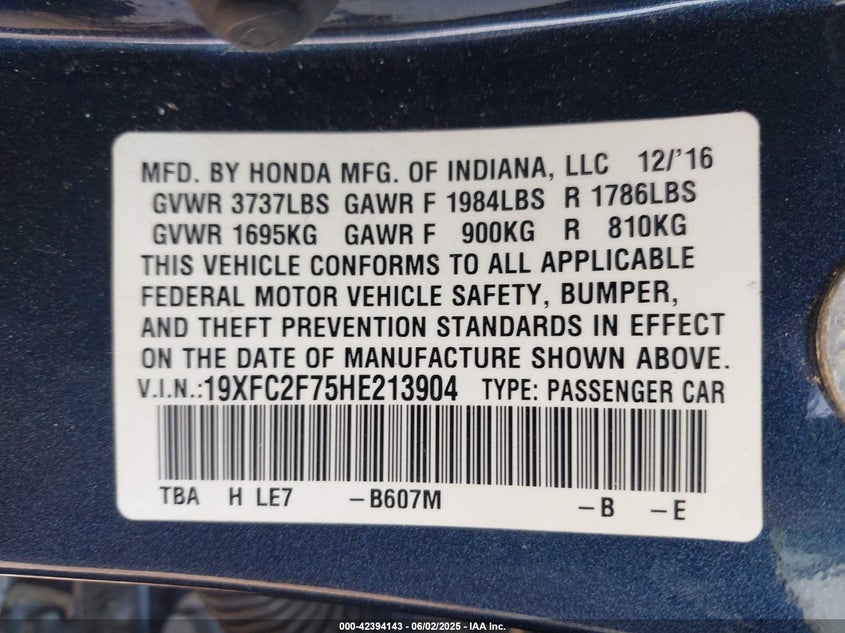 MFD. BY HONDA MFG. OF INDIANA, LLC 12/'16
GVWR 3737LBS GAWR F 1984LBS R 1786LBS
GVWR 1695KG GAWR F 900KG R 810KG
THIS VEHICLE CONFORMS TO ALL APPLICABLE
FEDERAL MOTOR VEHICLE SAFETY, BUMPER,
AND THEFT PREVENTION STANDARDS IN EFFECT
ON THE DATE OF MANUFACTURE SHOWN ABOVE.
V.I.N.:19XFC2F75HE213904 TYPE: PASSENGER CAR
TBA H LE7 –B607M –B –E
000-42394143 - 06/02/2025 - IAA Inc.